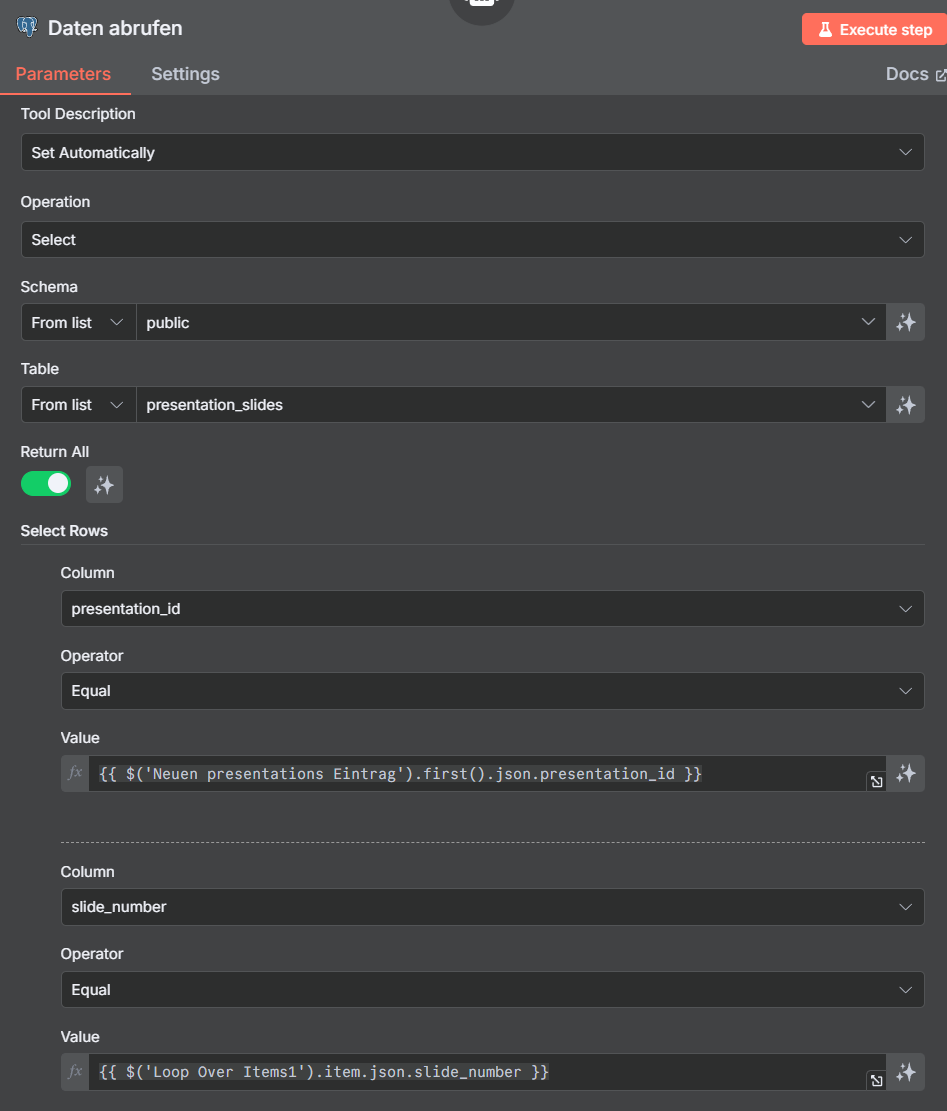 Daten abrufen
Execute step
Parameters
Settings
Docs
Tool Description
Set Automatically
Operation
Select
Schema
From list
public
Table
From list
presentation_slides
Return All
Select Rows
Column
presentation_id
Operator
Equal
Value
fx
{{ $('Neuen presentations Eintrag').first().json.presentation_id }}
Column
slide_number
Operator
Equal
Value
fx
{{ $('Loop Over Items1').item.json.slide_number }}